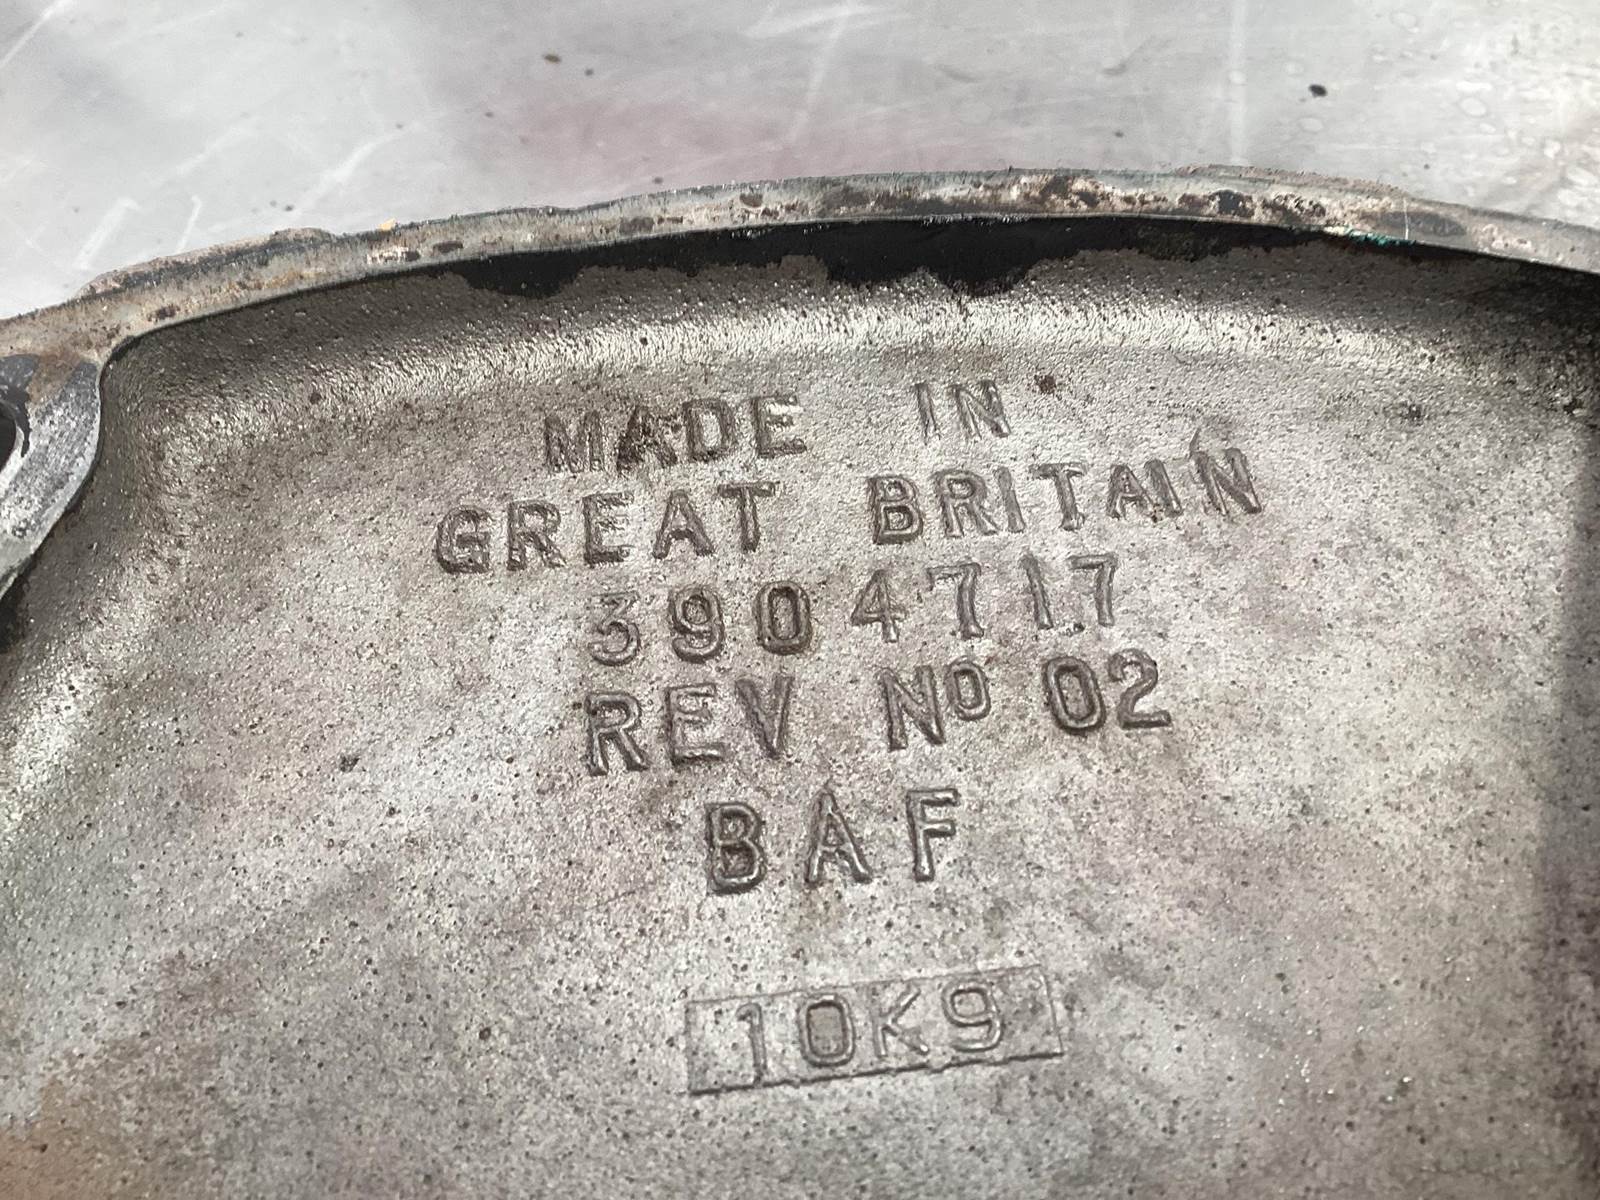 MADE IN
GREAT BRITAIN
3904717
REV Nº 02
BAF
10K9